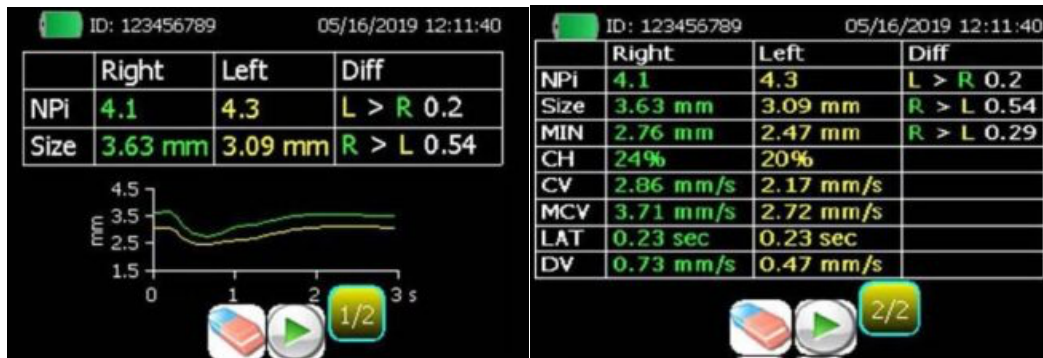 ID: 123456789 05/16/2019 12:11:40
Right Left Diff
NPi 4.1 4.3 L > R 0.2
Size 3.63 mm 3.09 mm R > L 0.54
4.5
3.5
2.5
1.5
mm
0 1 2 3 s
1/2
ID: 123456789 05/16/2019 12:11:40
Right Left Diff
NPi 4.1 4.3 L > R 0.2
Size 3.63 mm 3.09 mm R > L 0.54
MIN 2.76 mm 2.47 mm R > L 0.29
CH 24% 20%
CV 2.86 mm/s 2.17 mm/s
MCV 3.71 mm/s 2.72 mm/s
LAT 0.23 sec 0.23 sec
DV 0.73 mm/s 0.47 mm/s
2/2